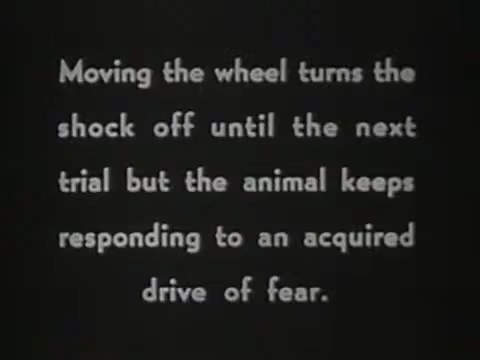 Moving the wheel turns the
shock off until the next
trial but the animal keeps
responding to an acquired
drive of fear.